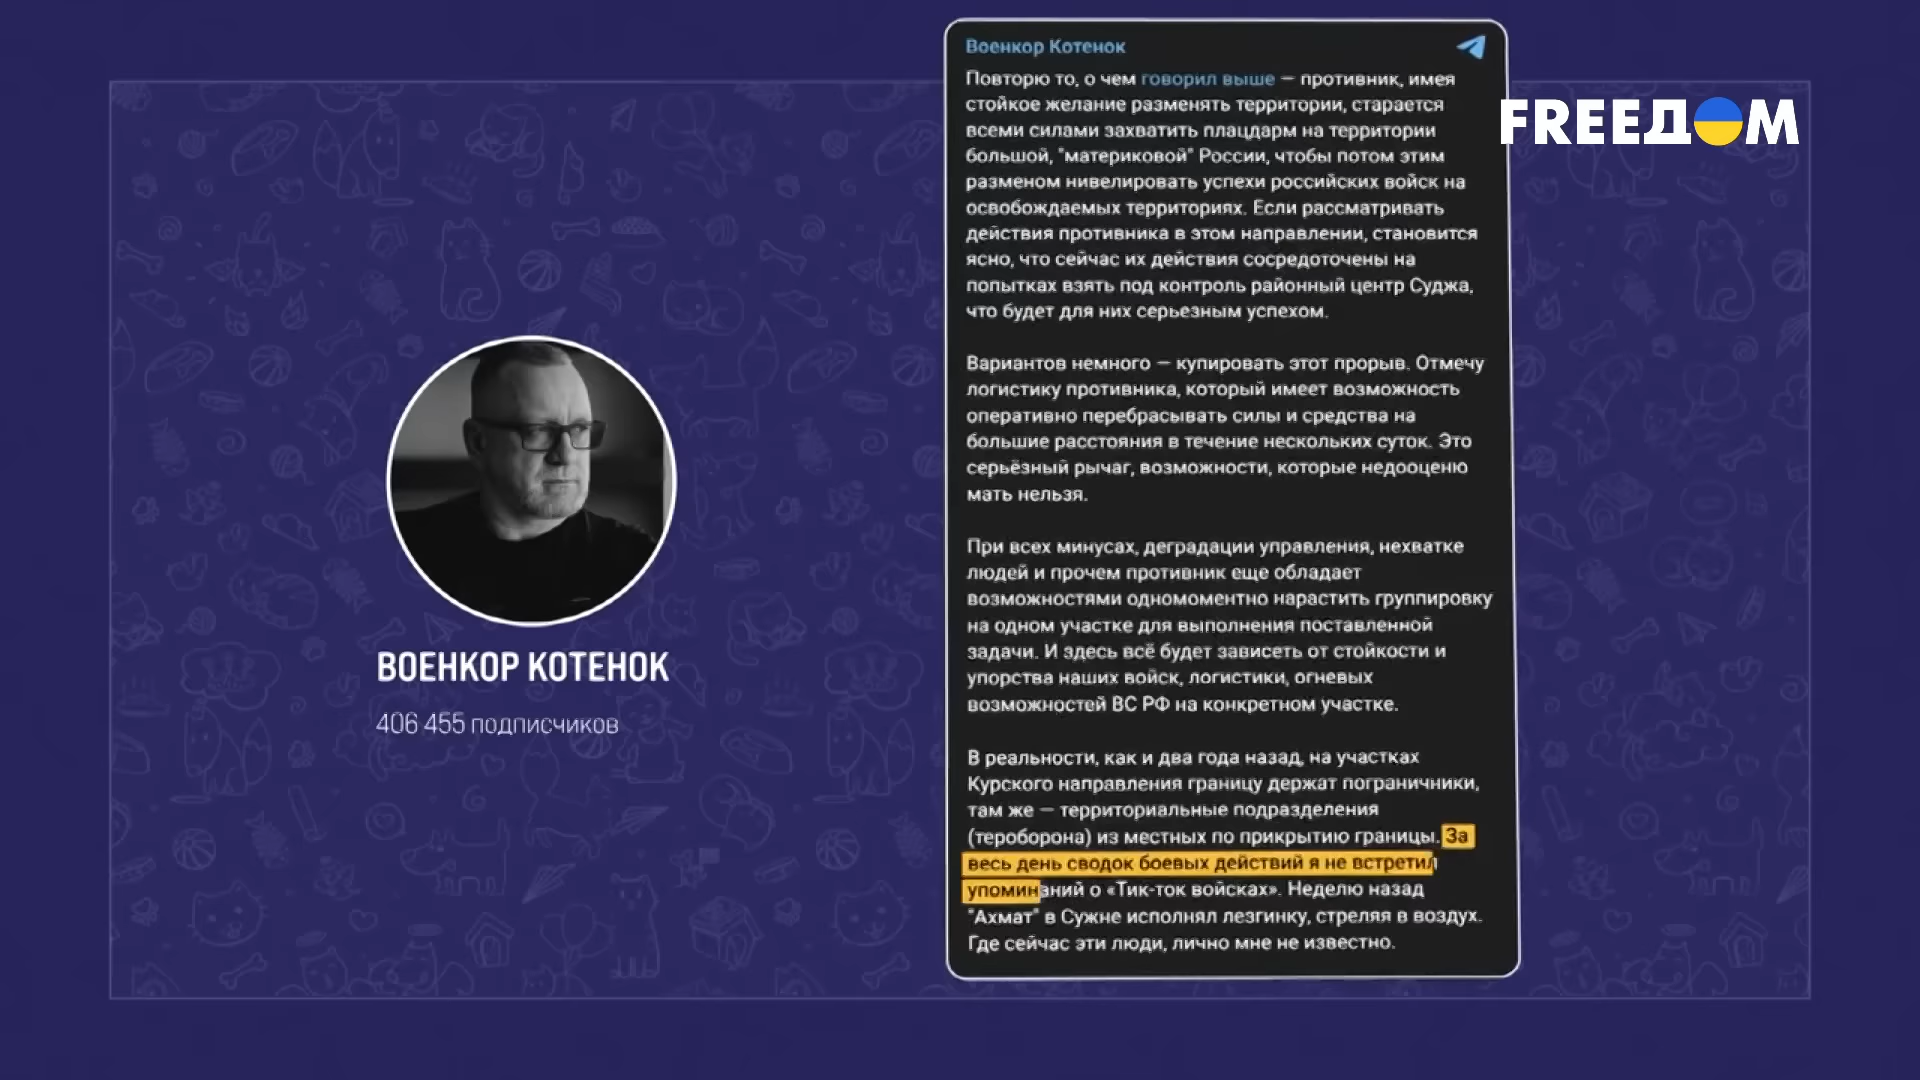 Военкор Котенок
Повторю то, о чем говорил выше — противник, имея
стойкое желание разменять территории, старается
всеми силами захватить плацдарм на территории
большой, "материковой" России, чтобы потом этим
разменом нивелировать успехи российских войск на
освобождаемых территориях. Если рассматривать
действия противника в этом направлении, становится
ясно, что сейчас их действия сосредоточены на
попытках взять под контроль районный центр Суджа,
что будет для них серьезным успехом.
Вариантов немного — купировать этот прорыв. Отмечу
логистику противника, который имеет возможность
оперативно перебрасывать силы и средства на
большие расстояния в течение нескольких суток. Это
серьёзный рычаг, возможности, которые недооценю
мать нельзя.
При всех минусах, деградации управления, нехватке
людей и прочем противник еще обладает
возможностями одномоментно нарастить группировку
на одном участке для выполнения поставленной
задачи. И здесь всё будет зависеть от стойкости и
упорства наших войск, логистики, огневых
возможностей ВС РФ на конкретном участке.
В реальности, как и два года назад, на участках
Курского направления границу держат пограничники,
там же — территориальные подразделения
(тероборона) из местных по прикрытию границы. За
весь день сводок боевых действий я не встретил
упоминаний о «Тик-ток войсках». Неделю назад
"Ахмат" в Сужне исполнял лезгинку, стреляя в воздух.
Где сейчас эти люди, лично мне не известно.
FREEДОМ
ВОЕНКОР КОТЕНОК
406 455 подписчиков